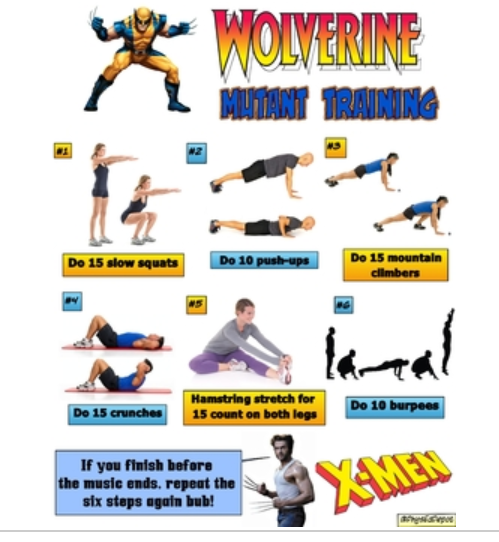 WOLVERINE
MUTANT TRAINING
#1
#2
#3
Do 15 slow squats
Do 10 push-ups
Do 15 mountain
climbers
#4
#5
#6
Do 15 crunches
Hamstring stretch for
15 count on both legs
Do 10 burpees
If you finish before
the music ends, repeat the
six steps again bub!
X-MEN
@PhysEdDepot